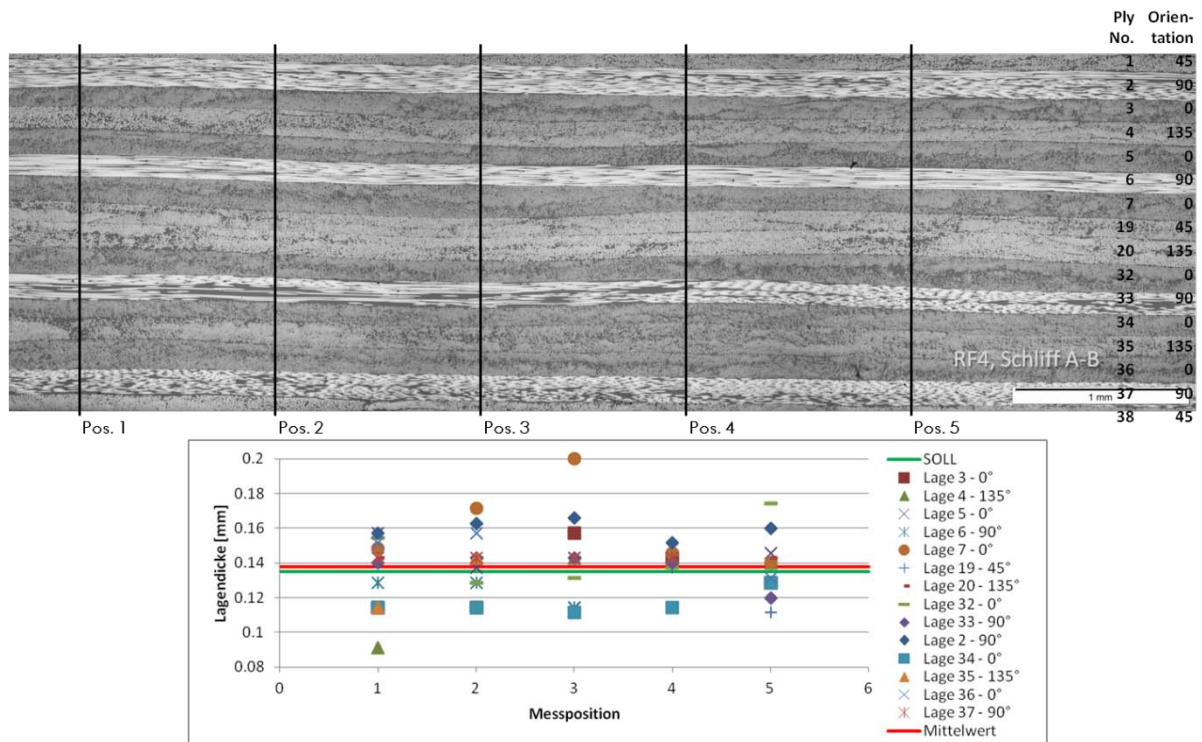 Ply Orien-
No. tation
1 45
2 90
3 0
4 135
5 0
6 90
7 0
19 45
20 135
32 0
33 90
34 0
35 135
RF4, Schliff A-B
36 0
1 mm
37 90
38 45
Pos. 1 Pos. 2 Pos. 3 Pos. 4 Pos. 5
Lagendicke [mm]
0.2
0.18
0.16
0.14
0.12
0.1
0.08
0 1 2 3 4 5 6
Messposition
SOLL
Lage 3 - 0°
Lage 4 - 135°
Lage 5 - 0°
Lage 6 - 90°
Lage 7 - 0°
Lage 19 - 45°
Lage 20 - 135°
Lage 32 - 0°
Lage 33 - 90°
Lage 2 - 90°
Lage 34 - 0°
Lage 35 - 135°
Lage 36 - 0°
Lage 37 - 90°
Mittelwert